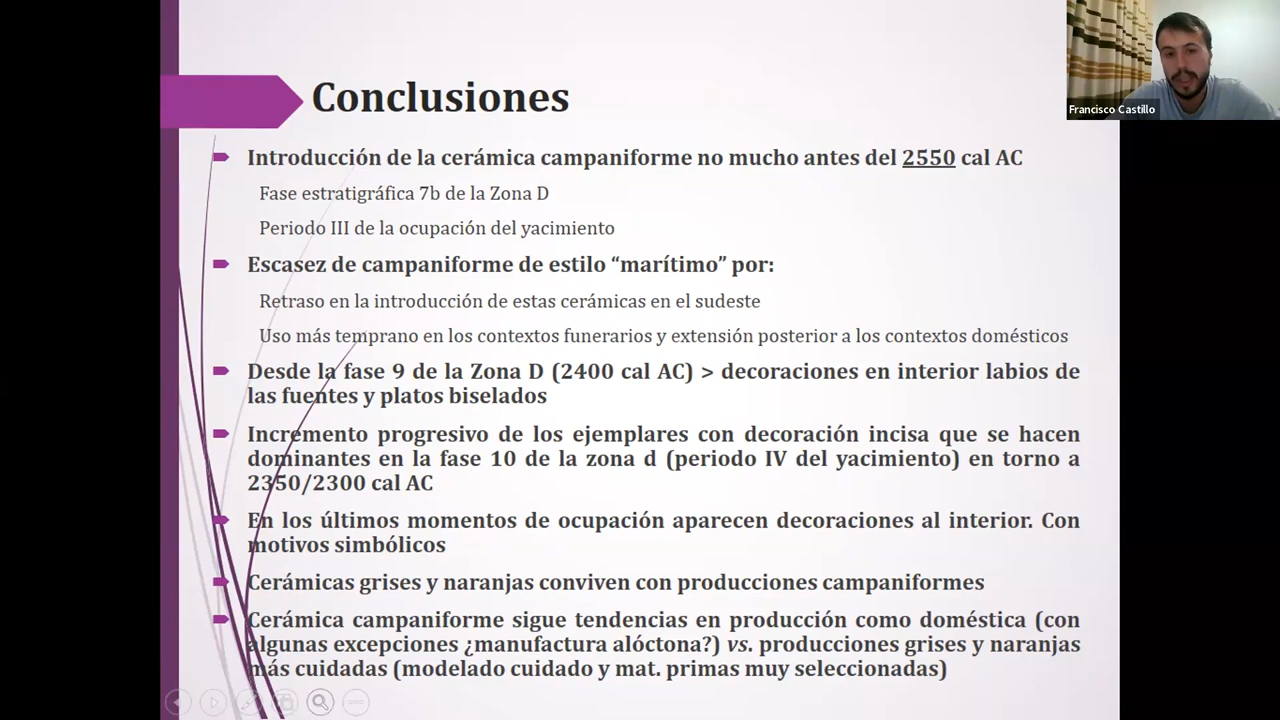 Conclusiones
Francisco Castillo
Introducción de la cerámica campaniforme no mucho antes del 2550 cal AC
Fase estratigráfica 7b de la Zona D
Periodo III de la ocupación del yacimiento
Escasez de campaniforme de estilo “marítimo” por:
Retraso en la introducción de estas cerámicas en el sudeste
Uso más temprano en los contextos funerarios y extensión posterior a los contextos domésticos
Desde la fase 9 de la Zona D (2400 cal AC) > decoraciones en interior labios de
las fuentes y platos biselados
Incremento progresivo de los ejemplares con decoración incisa que se hacen
dominantes en la fase 10 de la zona d (periodo IV del yacimiento) en torno a
2350/2300 cal AC
En los últimos momentos de ocupación aparecen decoraciones al interior. Con
motivos simbólicos
Cerámicas grises y naranjas conviven con producciones campaniformes
Cerámica campaniforme sigue tendencias en producción como doméstica (con
algunas excepciones ¿manufactura alóctona?) vs. producciones grises y naranjas
más cuidadas (modelado cuidado y mat. primas muy seleccionadas)